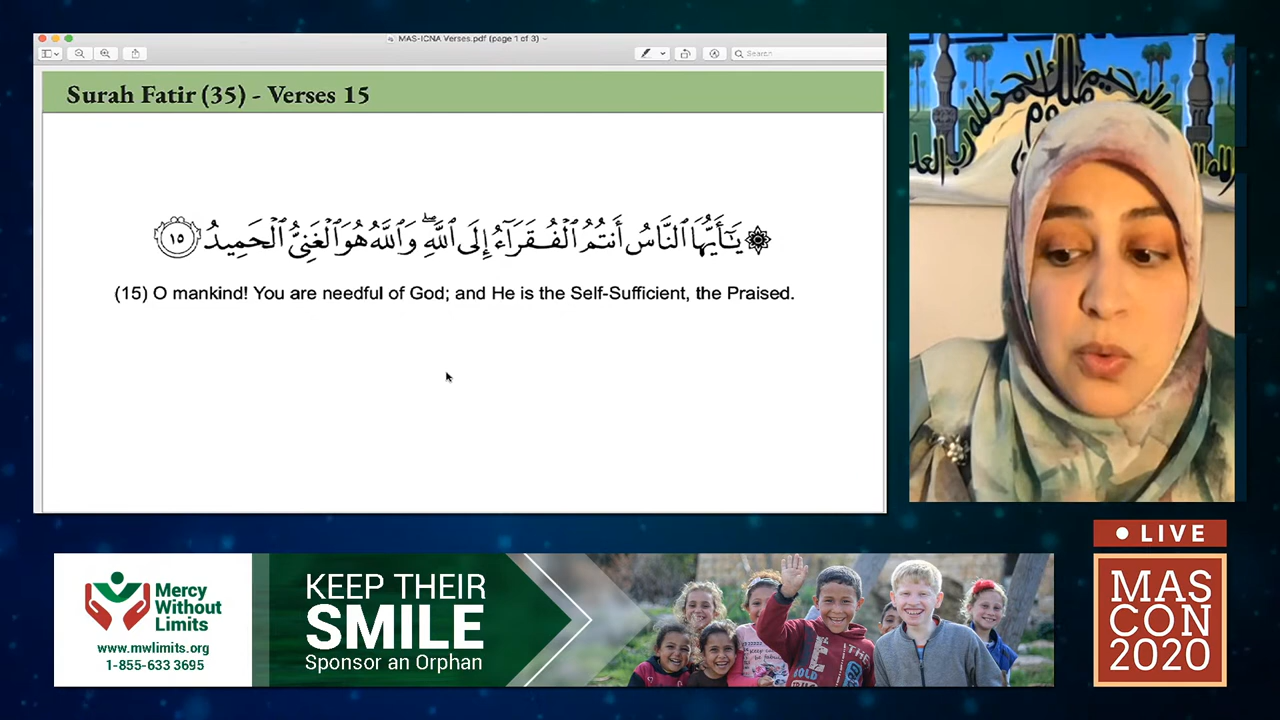 MAS-ICNA Verses.pdf (page 1 of 3)
Search
Surah Fatir (35) - Verses 15
۞ يَـٰٓأَيُّهَا ٱلنَّاسُ أَنتُمُ ٱلْفُقَرَآءُ إِلَى ٱللَّهِ ۖ وَٱللَّهُ هُوَ ٱلْغَنِىُّ ٱلْحَمِيدُ ١٥
(15) O mankind! You are needful of God; and He is the Self-Sufficient, the Praised.
Mercy
Without
Limits
www.mwlimits.org
1-855-633 3695
KEEP THEIR
SMILE
Sponsor an Orphan
LIVE
MAS
CON
2020